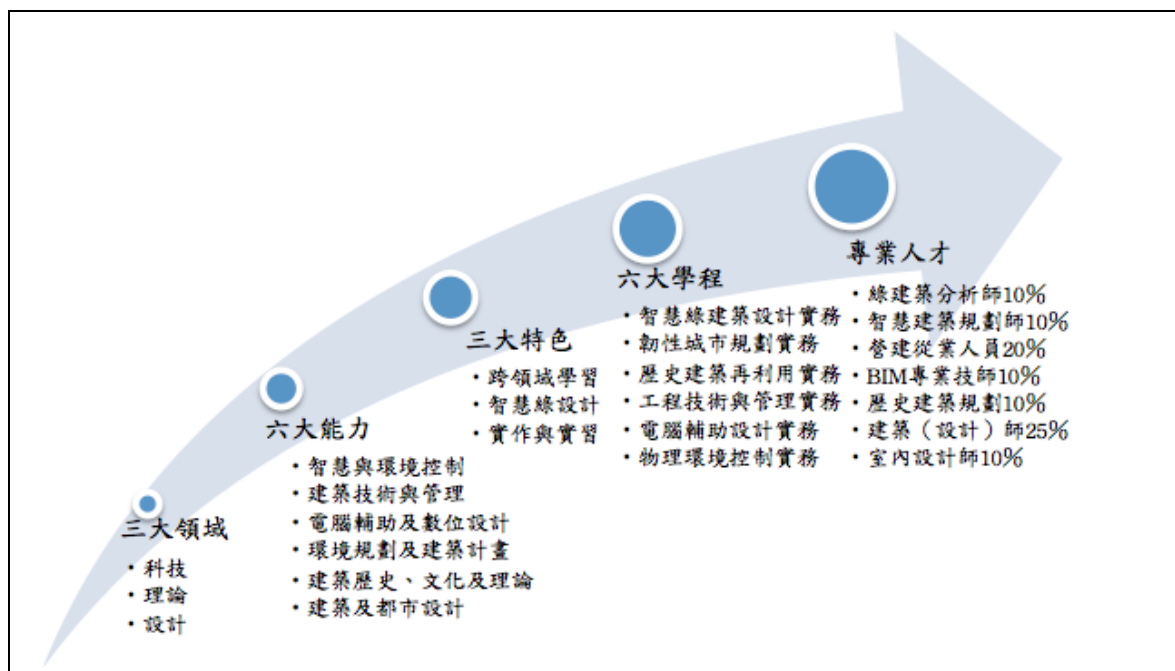 三大領域
・科技
・理論
・設計
六大能力
・智慧與環境控制
・建築技術與管理
・電腦輔助及數位設計
・環境規劃及建築計畫
・建築歷史、文化及理論
・建築及都市設計
三大特色
・跨領域學習
・智慧綠設計
・實作與實習
六大學程
・智慧綠建築設計實務
・韌性城市規劃實務
・歷史建築再利用實務
・工程技術與管理實務
・電腦輔助設計實務
・物理環境控制實務
專業人才
・綠建築分析師10%
・智慧建築規劃師10%
・營建從業人員20%
・BIM專業技師10%
・歷史建築規劃10%
・建築（設計）師25%
・室內設計師10%